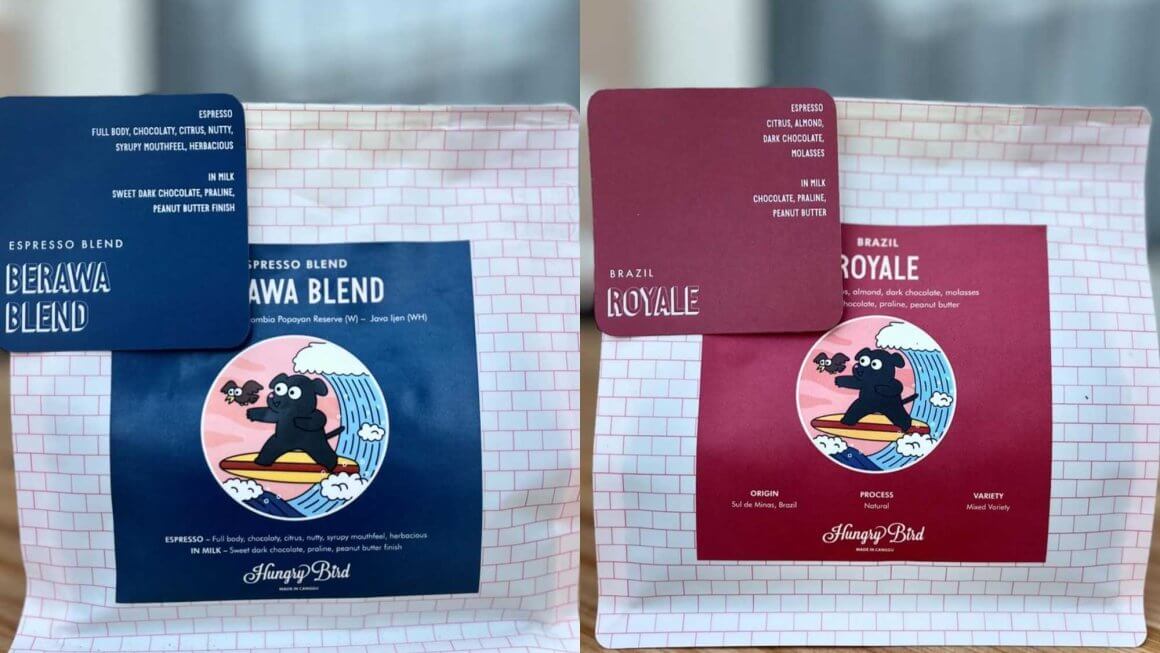 ESPRESSO
FULL BODY, CHOCOLATY, CITRUS, NUTTY,
SYRUPY MOUTHFEEL, HERBACIOUS
IN MILK
SWEET DARK CHOCOLATE, PRALINE,
PEANUT BUTTER FINISH
ESPRESSO BLEND
BERAWA
BLEND
BLEND
BLEND
Popayan Reserve (W) – Java Ijen (WH)
ESPRESSO – Full body, chocolaty, citrus, nutty, syrupy mouthfeel, herbacious
IN MILK – Sweet dark chocolate, praline, peanut butter finish
Hungry Bird
MADE IN CANGGU
ESPRESSO
CITRUS, ALMOND,
DARK CHOCOLATE,
MOLASSES
IN MILK
CHOCOLATE, PRALINE,
PEANUT BUTTER
BRAZIL
ROYALE
BRAZIL
ROYALE
almond, dark chocolate, molasses
praline, peanut butter
ORIGIN
Sul de Minas, Brazil
PROCESS
Natural
VARIETY
Mixed Variety
Hungry Bird
MADE IN CANGGU